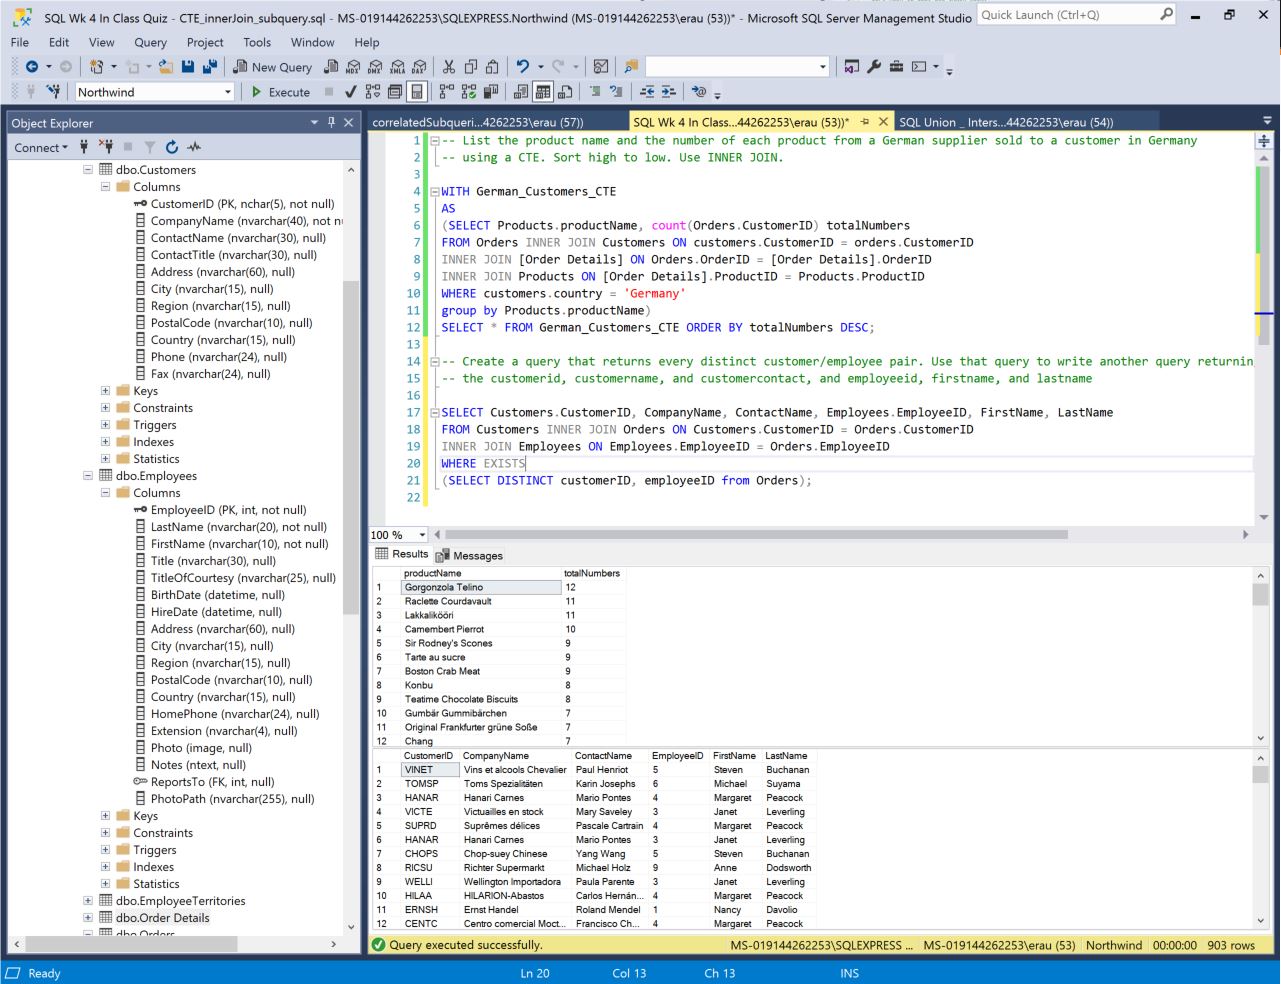 SQL Wk 4 In Class Quiz - CTE_innerJoin_subquery.sql - MS-019144262253\SQLEXPRESS.Northwind (MS-019144262253\erau (53))* - Microsoft SQL Server Management Studio
Quick Launch (Ctrl+Q)
File Edit View Query Project Tools Window Help
New Query MDX DMX XMLA DAX
Northwind Execute
Object Explorer
Connect
dbo.Customers
Columns
CustomerID (PK, nchar(5), not null)
CompanyName (nvarchar(40), not n
ContactName (nvarchar(30), null)
ContactTitle (nvarchar(30), null)
Address (nvarchar(60), null)
City (nvarchar(15), null)
Region (nvarchar(15), null)
PostalCode (nvarchar(10), null)
Country (nvarchar(15), null)
Phone (nvarchar(24), null)
Fax (nvarchar(24), null)
Keys
Constraints
Triggers
Indexes
Statistics
dbo.Employees
Columns
EmployeeID (PK, int, not null)
LastName (nvarchar(20), not null)
FirstName (nvarchar(10), not null)
Title (nvarchar(30), null)
TitleOfCourtesy (nvarchar(25), null)
BirthDate (datetime, null)
HireDate (datetime, null)
Address (nvarchar(60), null)
City (nvarchar(15), null)
Region (nvarchar(15), null)
PostalCode (nvarchar(10), null)
Country (nvarchar(15), null)
HomePhone (nvarchar(24), null)
Extension (nvarchar(4), null)
Photo (image, null)
Notes (ntext, null)
ReportsTo (FK, int, null)
PhotoPath (nvarchar(255), null)
Keys
Constraints
Triggers
Indexes
Statistics
dbo.EmployeeTerritories
dbo.Order Details
dbo.Orders
correlatedSubqueri...4262253\erau (57)) SQL Wk 4 In Class...44262253\erau (53))* SQL Union _ Inters...44262253\erau (54))
1 -- List the product name and the number of each product from a German supplier sold to a customer in Germany
2 -- using a CTE. Sort high to low. Use INNER JOIN.
3
4 WITH German_Customers_CTE
5 AS
6 (SELECT Products.productName, count(Orders.CustomerID) totalNumbers
7 FROM Orders INNER JOIN Customers ON customers.CustomerID = orders.CustomerID
8 INNER JOIN [Order Details] ON Orders.OrderID = [Order Details].OrderID
9 INNER JOIN Products ON [Order Details].ProductID = Products.ProductID
10 WHERE customers.country = 'Germany'
11 group by Products.productName)
12 SELECT * FROM German_Customers_CTE ORDER BY totalNumbers DESC;
13
14 -- Create a query that returns every distinct customer/employee pair. Use that query to write another query returnin
15 -- the customerid, customername, and customercontact, and employeeid, firstname, and lastname
16
17 SELECT Customers.CustomerID, CompanyName, ContactName, Employees.EmployeeID, FirstName, LastName
18 FROM Customers INNER JOIN Orders ON Customers.CustomerID = Orders.CustomerID
19 INNER JOIN Employees ON Employees.EmployeeID = Orders.EmployeeID
20 WHERE EXISTS
21 (SELECT DISTINCT customerID, employeeID from Orders);
22
100 %
Results Messages
productName totalNumbers
1 Gorgonzola Telino 12
2 Raclette Courdavault 11
3 Lakkalikööri 11
4 Camembert Pierrot 10
5 Sir Rodney's Scones 9
6 Tarte au sucre 9
7 Boston Crab Meat 9
8 Konbu 8
9 Teatime Chocolate Biscuits 8
10 Gumbär Gummibärchen 7
11 Original Frankfurter grüne Soße 7
12 Chang 7
CustomerID CompanyName ContactName EmployeeID FirstName LastName
1 VINET Vins et alcools Chevalier Paul Henriot 5 Steven Buchanan
2 TOMSP Toms Spezialitäten Karin Josephs 6 Michael Suyama
3 HANAR Hanari Carnes Mario Pontes 4 Margaret Peacock
4 VICTE Victuailles en stock Mary Saveley 3 Janet Leverling
5 SUPRD Suprêmes délices Pascale Cartrain 4 Margaret Peacock
6 HANAR Hanari Carnes Mario Pontes 3 Janet Leverling
7 CHOPS Chop-suey Chinese Yang Wang 5 Steven Buchanan
8 RICSU Richter Supermarkt Michael Holz 9 Anne Dodsworth
9 WELLI Wellington Importadora Paula Parente 3 Janet Leverling
10 HILAA HILARION-Abastos Carlos Hernán... 4 Margaret Peacock
11 ERNSH Ernst Handel Roland Mendel 1 Nancy Davolio
12 CENTC Centro comercial Moct... Francisco Ch... 4 Margaret Peacock
Query executed successfully. MS-019144262253\SQLEXPRESS ... MS-019144262253\erau (53) Northwind 00:00:00 903 rows
Ready Ln 20 Col 13 Ch 13 INS